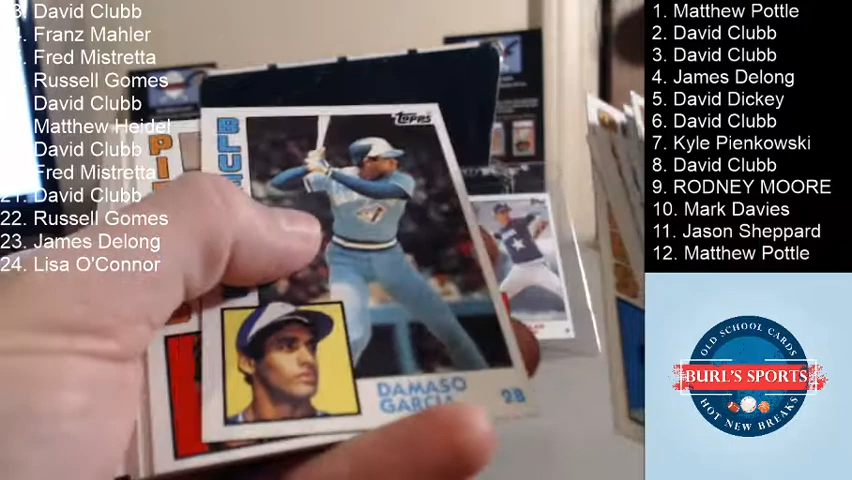 3. David Clubb
4. Franz Mahler
. Fred Mistretta
Russell Gomes
David Clubb
Matthew Heidel
David Clubb
Fred Mistretta
21. David Clubb
22. Russell Gomes
23. James Delong
24. Lisa O'Connor
BLUE
Topps
DAMASO
GARCIA
2B
PI
1. Matthew Pottle
2. David Clubb
3. David Clubb
4. James Delong
5. David Dickey
6. David Clubb
7. Kyle Pienkowski
8. David Clubb
9. RODNEY MOORE
10. Mark Davies
11. Jason Sheppard
12. Matthew Pottle
OLD SCHOOL CARDS
BURL'S SPORTS
HOT NEW BREAKS